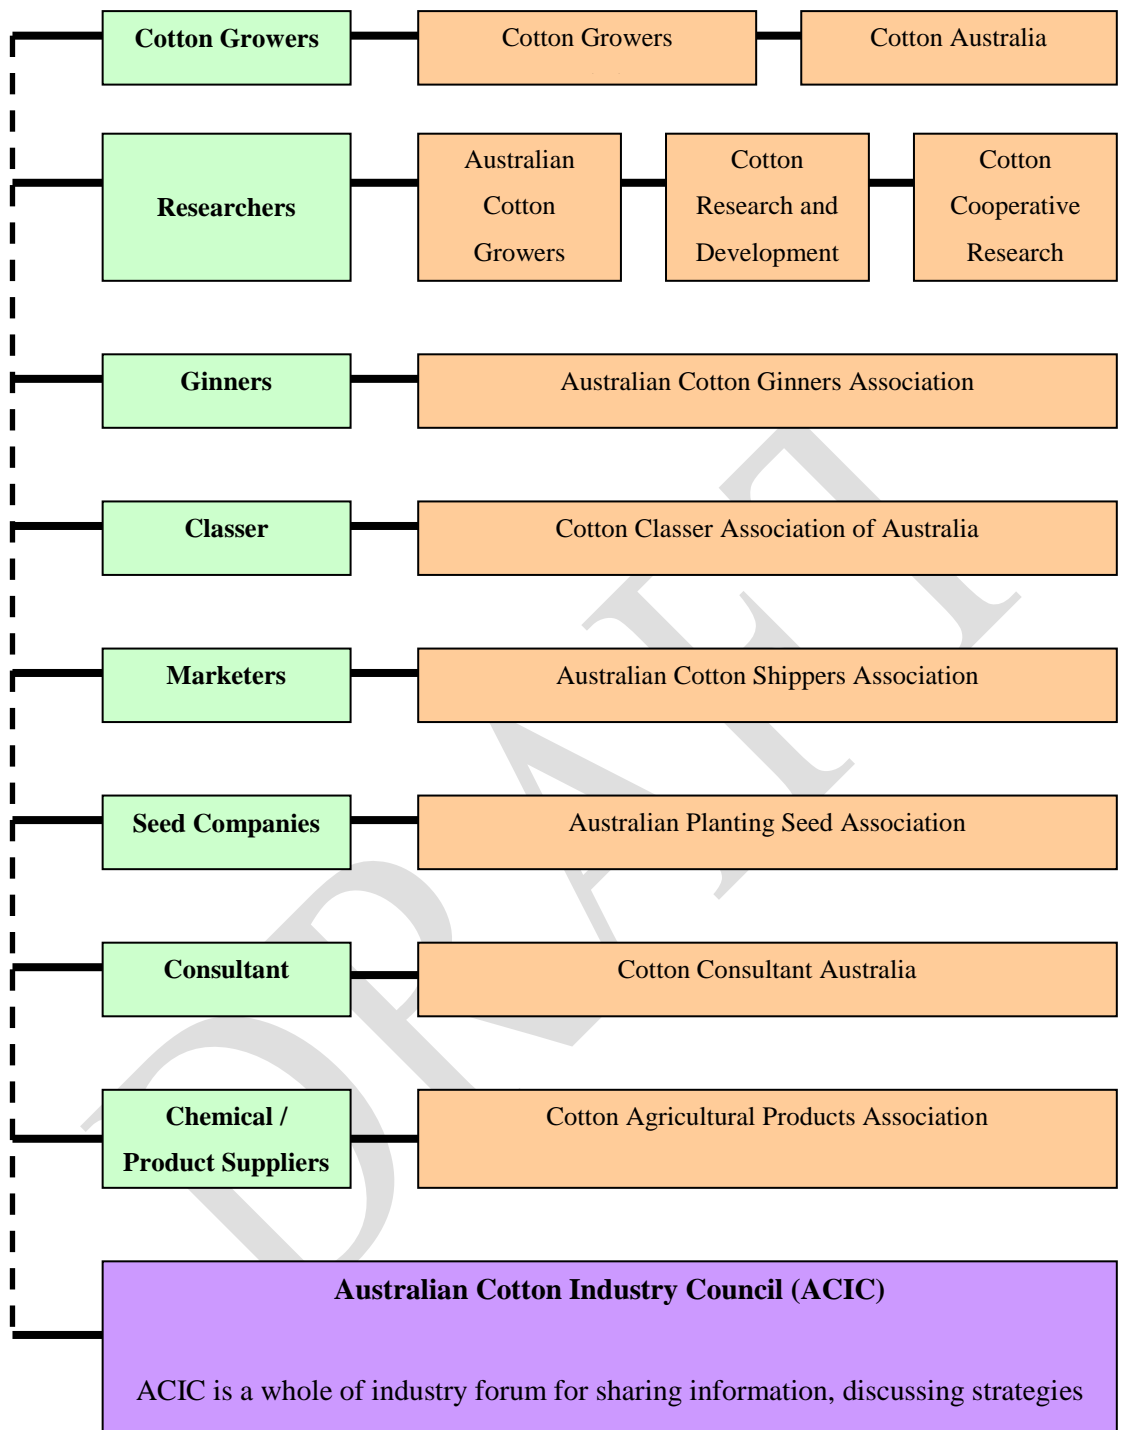 Cotton Growers
Cotton Growers
Cotton Australia
Researchers
Australian
Cotton
Growers
Cotton
Research and
Development
Cotton
Cooperative
Research
Ginners
Australian Cotton Ginners Association
Classer
Cotton Classer Association of Australia
Marketers
Australian Cotton Shippers Association
Seed Companies
Australian Planting Seed Association
Consultant
Cotton Consultant Australia
Chemical /
Product Suppliers
Cotton Agricultural Products Association
Australian Cotton Industry Council (ACIC)
ACIC is a whole of industry forum for sharing information, discussing strategies
DRAFT